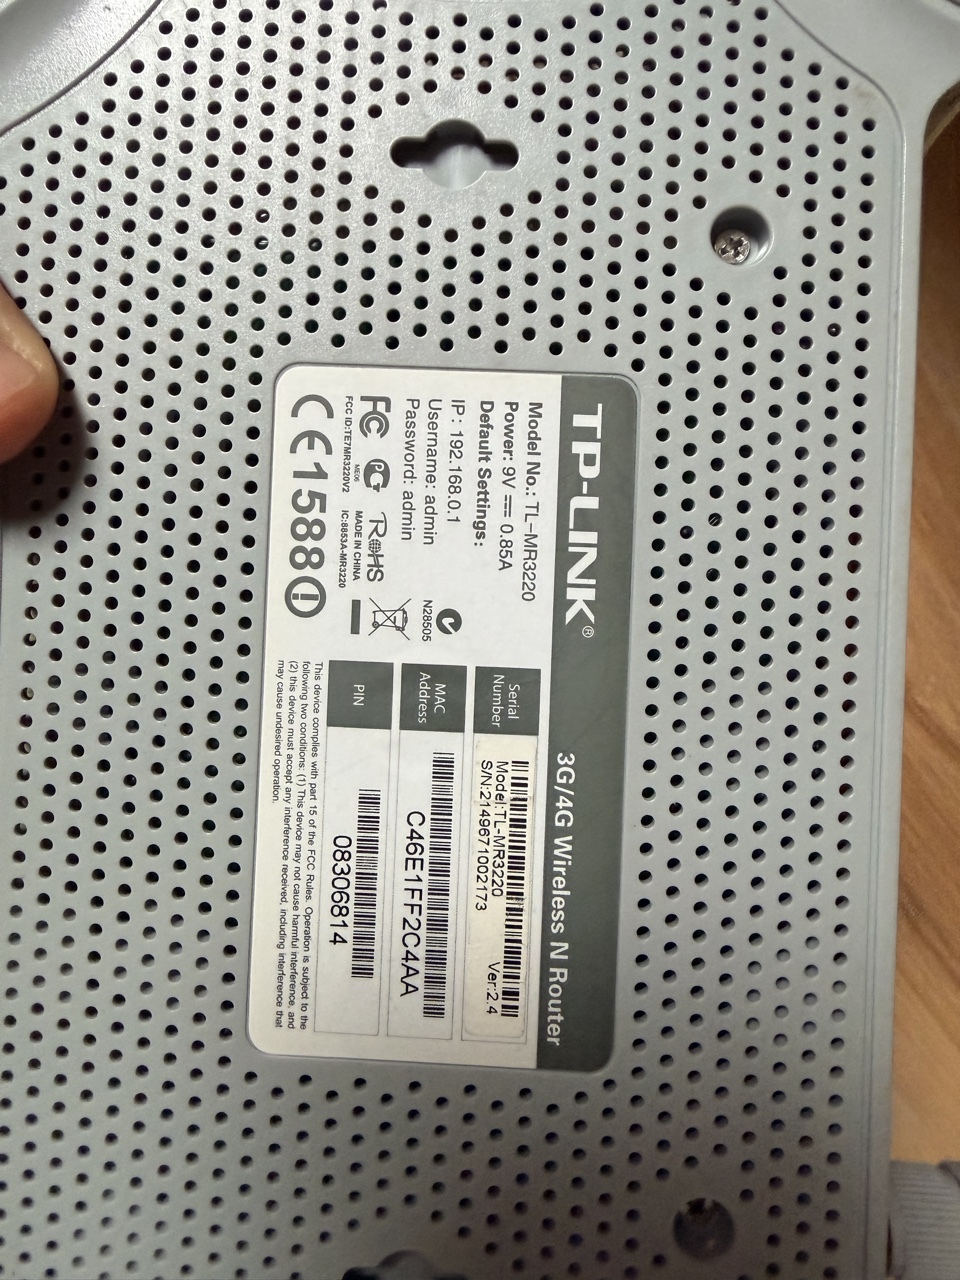 TP-LINK®
3G/4G Wireless N Router
Model No.: TL-MR3220
Power: 9V ⎓ 0.85A
Default Settings:
IP: 192.168.0.1
Username: admin
Password: admin
N28505
FC
RoHS
ME06
MADE IN CHINA
FCC ID:TE7MR3220V2
IC:8853A-MR3220
CE1588
Serial
Number
Model:TL-MR3220
Ver:2.4
S/N:2149671002173
MAC
Address
C46E1FF2C4AA
PIN
08306814
This device complies with part 15 of the FCC Rules. Operation is subject to the
following two conditions: (1) This device may not cause harmful interference, and
(2) this device must accept any interference received, including interference that
may cause undesired operation.